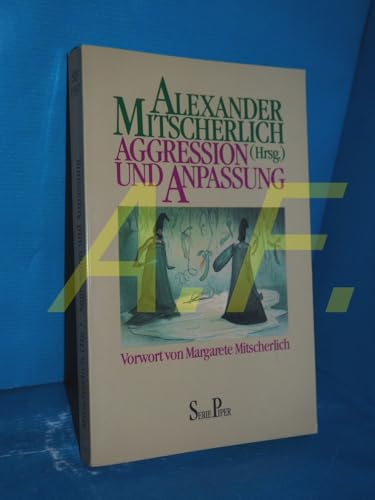 ALEXANDER
MITSCHERLICH
(Hrsg.)
AGGRESSION
UND ANPASSUNG
A.F.
Vorwort von Margarete Mitscherlich
SERIE PIPER